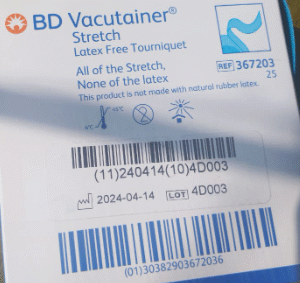 BD Vacutainer®
Stretch
Latex Free Tourniquet
All of the Stretch,
None of the latex
REF 367203
25
This product is not made with natural rubber latex.
4°C
(11)240414(10)4D003
2024-04-14 LOT 4D003
(01)30382903672036